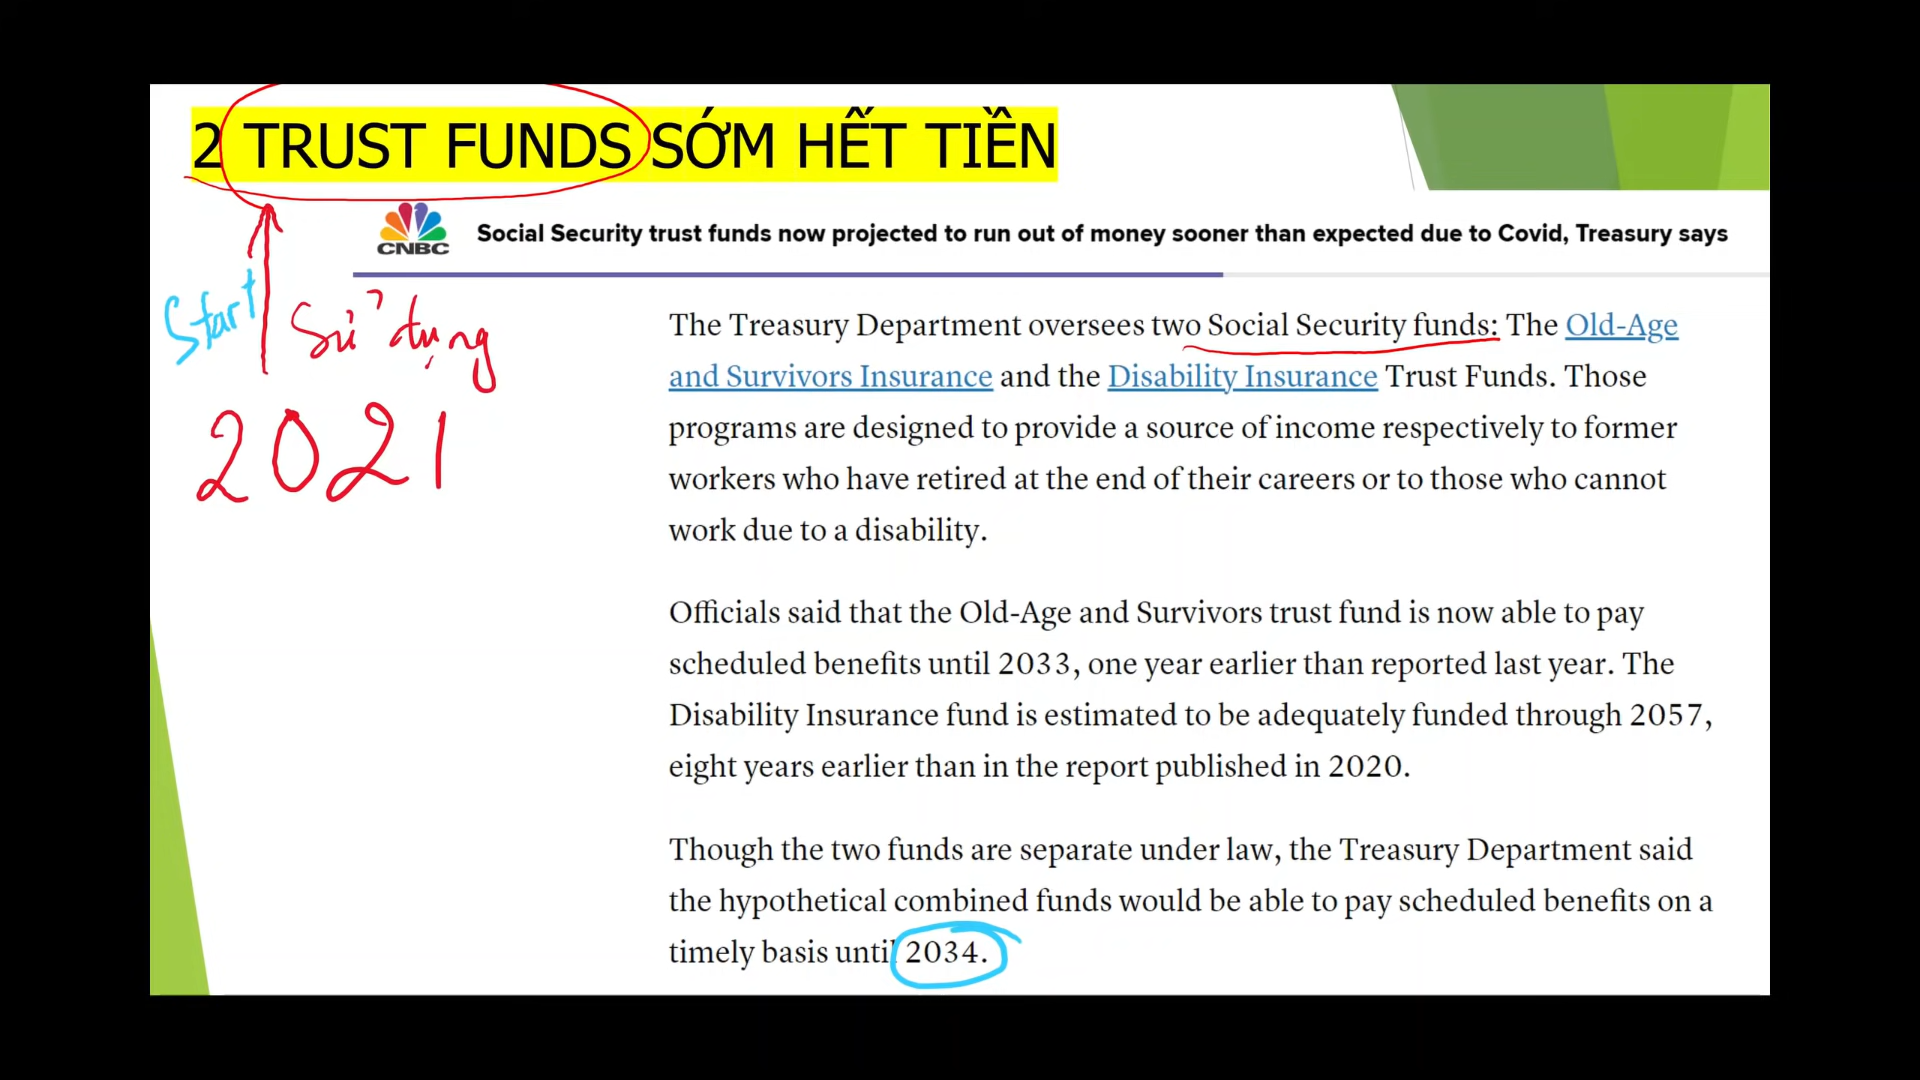 2 TRUST FUNDS SỚM HẾT TIỀN
CNBC
Social Security trust funds now projected to run out of money sooner than expected due to Covid, Treasury says
Start
Sử dụng
2021
The Treasury Department oversees two Social Security funds: The Old-Age
and Survivors Insurance and the Disability Insurance Trust Funds. Those
programs are designed to provide a source of income respectively to former
workers who have retired at the end of their careers or to those who cannot
work due to a disability.
Officials said that the Old-Age and Survivors trust fund is now able to pay
scheduled benefits until 2033, one year earlier than reported last year. The
Disability Insurance fund is estimated to be adequately funded through 2057,
eight years earlier than in the report published in 2020.
Though the two funds are separate under law, the Treasury Department said
the hypothetical combined funds would be able to pay scheduled benefits on a
timely basis until 2034.